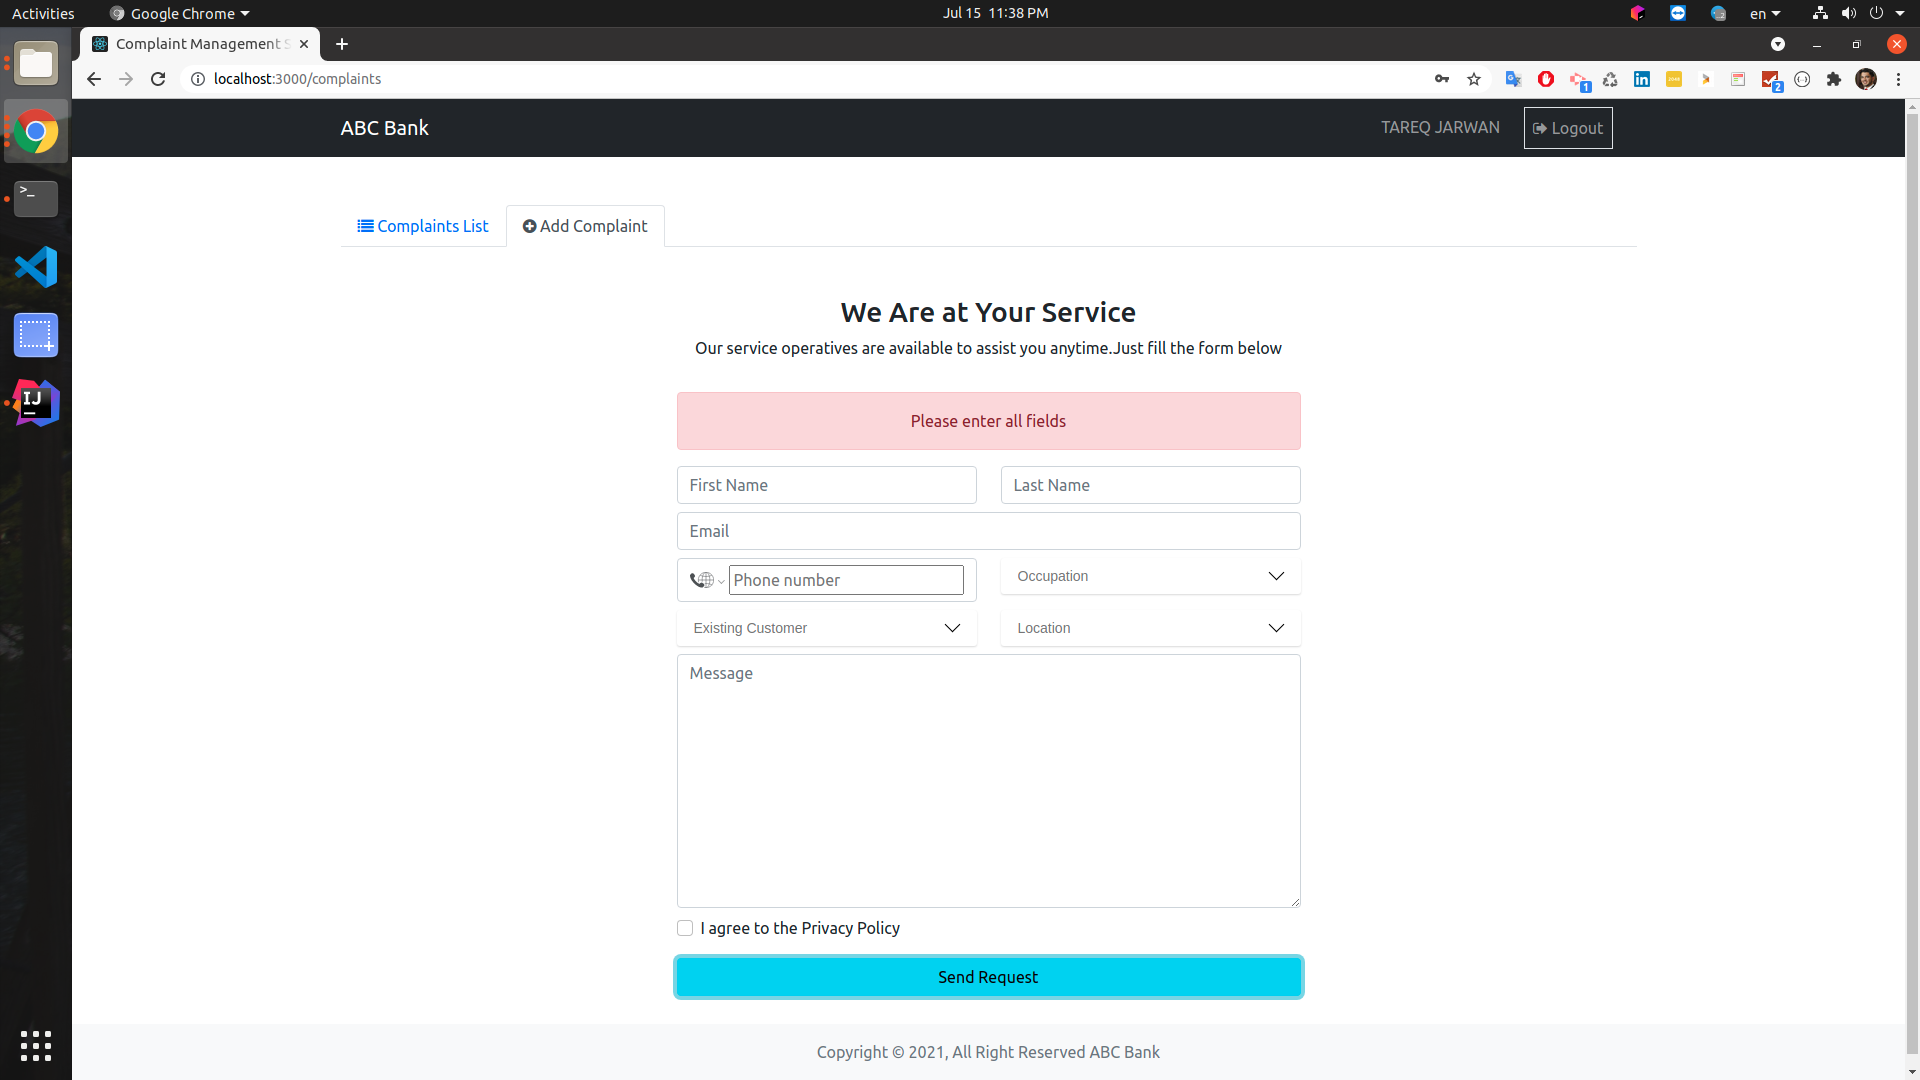 Activities
Google Chrome
Jul 15 11:38 PM
en
Complaint Management S
localhost:3000/complaints
1
2
ABC Bank
TAREQ JARWAN
Logout
Complaints List
Add Complaint
We Are at Your Service
Our service operatives are available to assist you anytime.Just fill the form below
Please enter all fields
First Name
Last Name
Email
Phone number
Occupation
Existing Customer
Location
Message
I agree to the Privacy Policy
Send Request
Copyright © 2021, All Right Reserved ABC Bank
>_
IJ